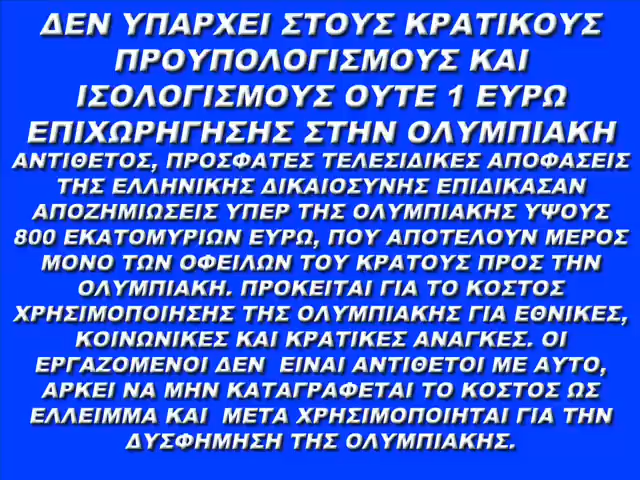 ΔΕΝ ΥΠΑΡΧΕΙ ΣΤΟΥΣ ΚΡΑΤΙΚΟΥΣ
ΠΡΟΥΠΟΛΟΓΙΣΜΟΥΣ ΚΑΙ
ΙΣΟΛΟΓΙΣΜΟΥΣ ΟΥΤΕ 1 ΕΥΡΩ
ΕΠΙΧΩΡΗΓΗΣΗΣ ΣΤΗΝ ΟΛΥΜΠΙΑΚΗ
ΑΝΤΙΘΕΤΟΣ, ΠΡΟΣΦΑΤΕΣ ΤΕΛΕΣΙΔΙΚΕΣ ΑΠΟΦΑΣΕΙΣ
ΤΗΣ ΕΛΛΗΝΙΚΗΣ ΔΙΚΑΙΟΣΥΝΗΣ ΕΠΙΔΙΚΑΣΑΝ
ΑΠΟΖΗΜΙΩΣΕΙΣ ΥΠΕΡ ΤΗΣ ΟΛΥΜΠΙΑΚΗΣ ΥΨΟΥΣ
800 ΕΚΑΤΟΜΥΡΙΩΝ ΕΥΡΩ, ΠΟΥ ΑΠΟΤΕΛΟΥΝ ΜΕΡΟΣ
ΜΟΝΟ ΤΩΝ ΟΦΕΙΛΩΝ ΤΟΥ ΚΡΑΤΟΥΣ ΠΡΟΣ ΤΗΝ
ΟΛΥΜΠΙΑΚΗ. ΠΡΟΚΕΙΤΑΙ ΓΙΑ ΤΟ ΚΟΣΤΟΣ
ΧΡΗΣΙΜΟΠΟΙΗΣΗΣ ΤΗΣ ΟΛΥΜΠΙΑΚΗΣ ΓΙΑ ΕΘΝΙΚΕΣ,
ΚΟΙΝΩΝΙΚΕΣ ΚΑΙ ΚΡΑΤΙΚΕΣ ΑΝΑΓΚΕΣ. ΟΙ
ΕΡΓΑΖΟΜΕΝΟΙ ΔΕΝ ΕΙΝΑΙ ΑΝΤΙΘΕΤΟΙ ΜΕ ΑΥΤΟ,
ΑΡΚΕΙ ΝΑ ΜΗΝ ΚΑΤΑΓΡΑΦΕΤΑΙ ΤΟ ΚΟΣΤΟΣ ΩΣ
ΕΛΛΕΙΜΜΑ ΚΑΙ ΜΕΤΑ ΧΡΗΣΙΜΟΠΟΙΗΤΑΙ ΓΙΑ ΤΗΝ
ΔΥΣΦΗΜΗΣΗ ΤΗΣ ΟΛΥΜΠΙΑΚΗΣ.